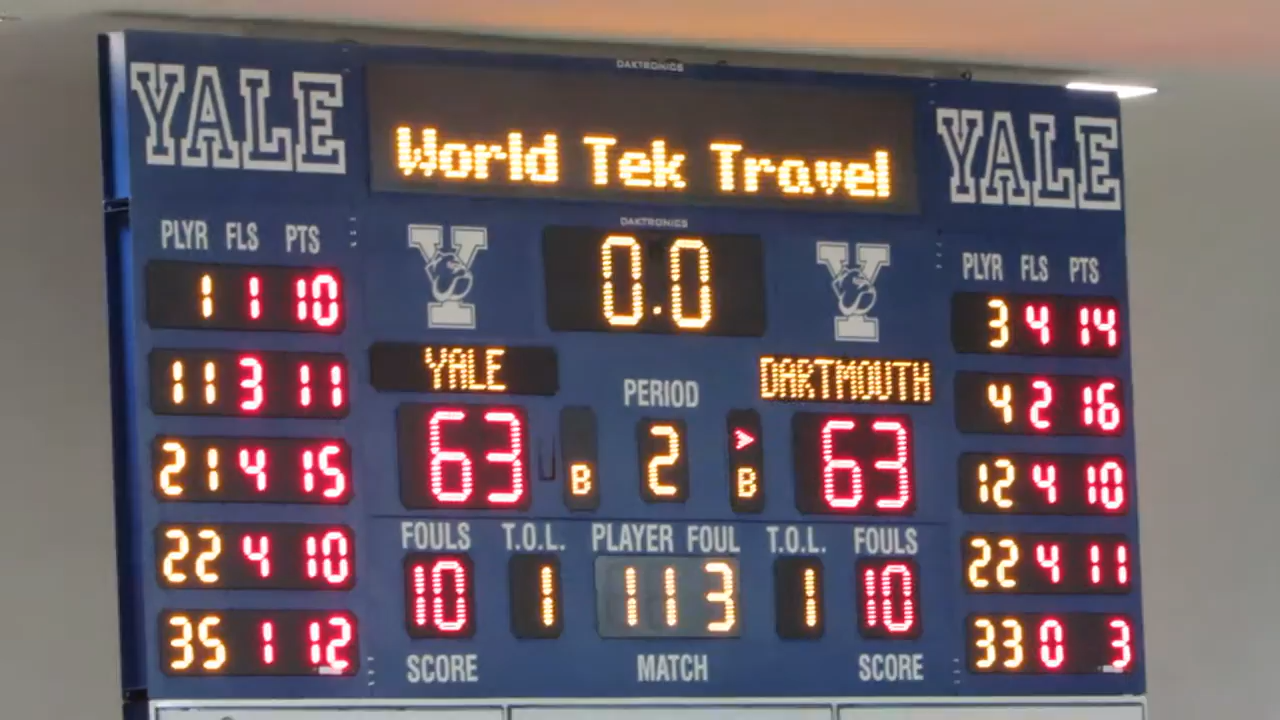 DAKTRONICS
YALE World Tek Travel YALE
DAKTRONICS
PLYR FLS PTS 0.0 PLYR FLS PTS
1 1 10 3 4 14
YALE PERIOD DARTMOUTH
11 3 11 4 2 16
63 B 2 > B 63
21 4 15 12 4 10
FOULS T.O.L. PLAYER FOUL T.O.L. FOULS
22 4 10 10 1 11 3 1 10 22 4 11
35 1 12 33 0 3
SCORE MATCH SCORE